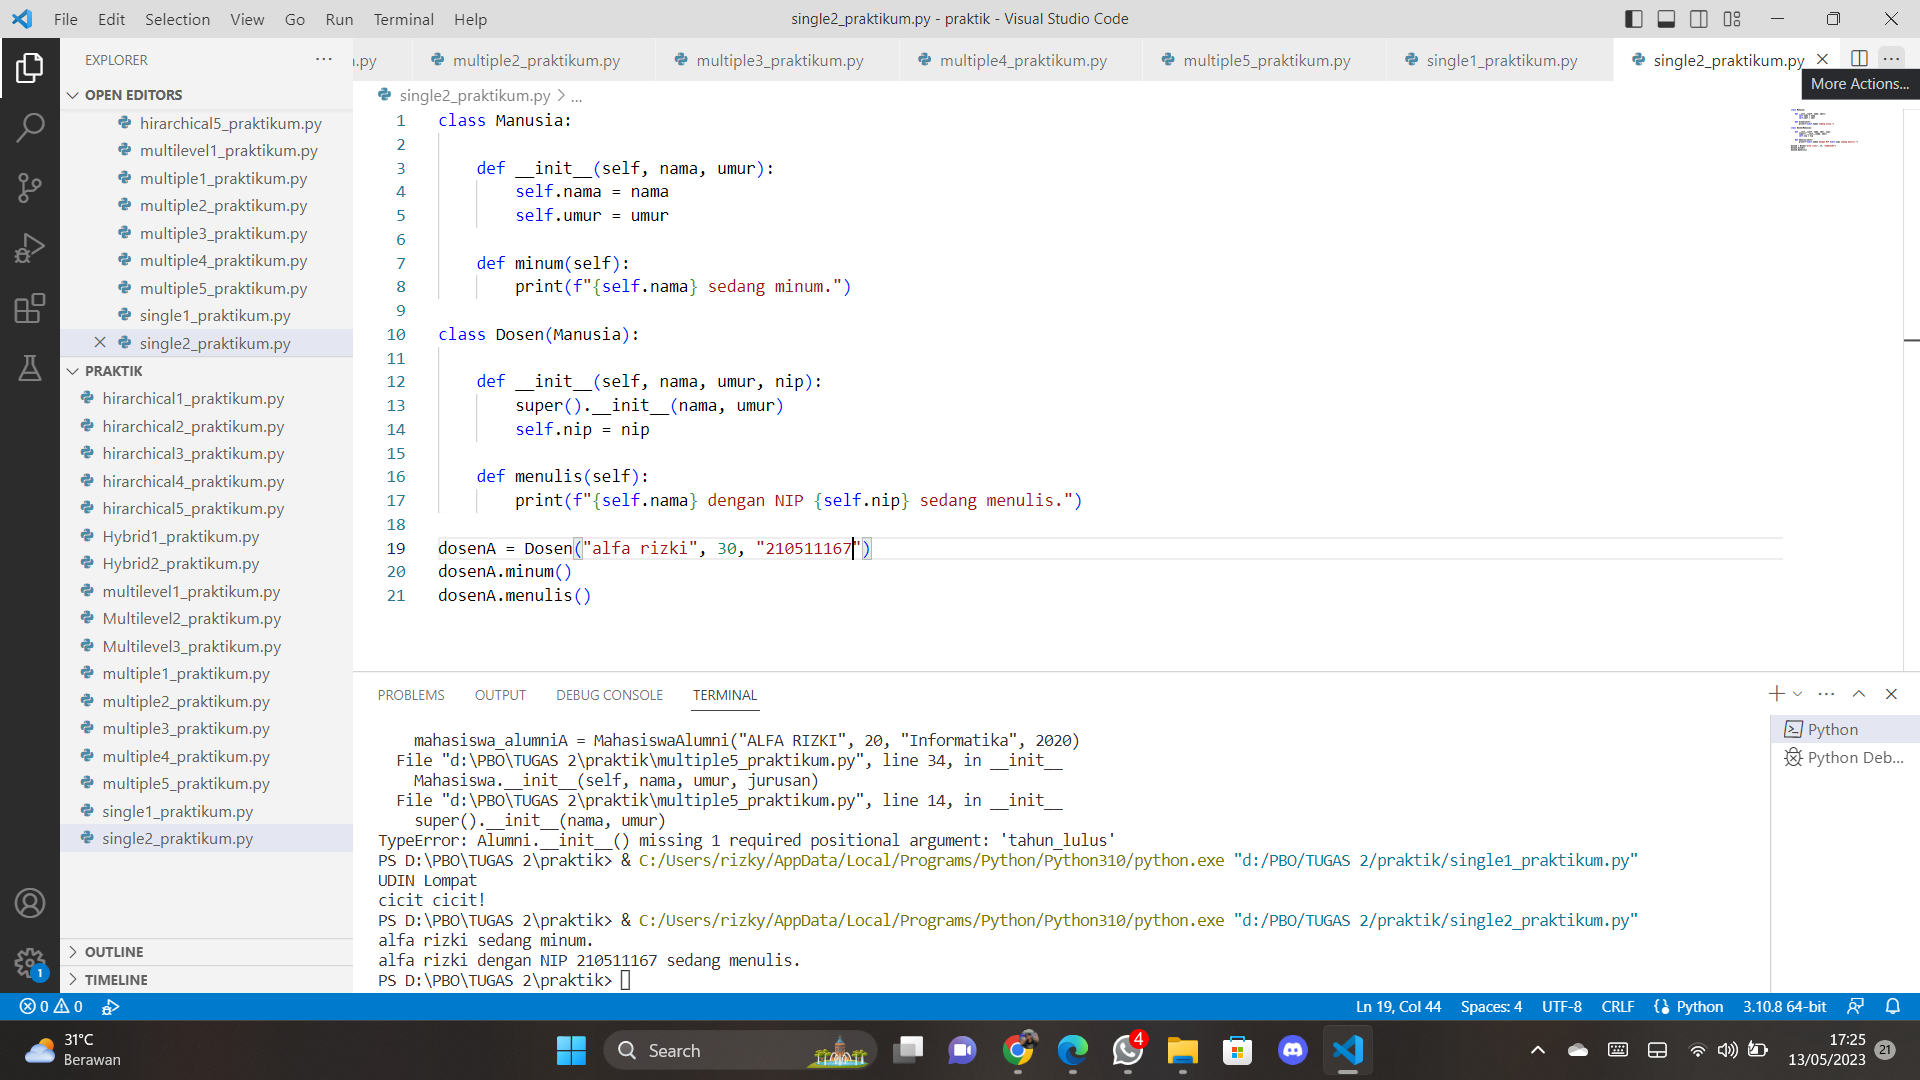 File Edit Selection View Go Run Terminal Help
single2_praktikum.py - praktik - Visual Studio Code
EXPLORER
OPEN EDITORS
hirarchical5_praktikum.py
multilevel1_praktikum.py
multiple1_praktikum.py
multiple2_praktikum.py
multiple3_praktikum.py
multiple4_praktikum.py
multiple5_praktikum.py
single1_praktikum.py
single2_praktikum.py
PRAKTIK
hirarchical1_praktikum.py
hirarchical2_praktikum.py
hirarchical3_praktikum.py
hirarchical4_praktikum.py
hirarchical5_praktikum.py
Hybrid1_praktikum.py
Hybrid2_praktikum.py
multilevel1_praktikum.py
Multilevel2_praktikum.py
Multilevel3_praktikum.py
multiple1_praktikum.py
multiple2_praktikum.py
multiple3_praktikum.py
multiple4_praktikum.py
multiple5_praktikum.py
single1_praktikum.py
single2_praktikum.py
OUTLINE
TIMELINE
.py multiple2_praktikum.py multiple3_praktikum.py multiple4_praktikum.py multiple5_praktikum.py single1_praktikum.py single2_praktikum.py
More Actions...
single2_praktikum.py > ...
1 class Manusia:
2
3 def __init__(self, nama, umur):
4 self.nama = nama
5 self.umur = umur
6
7 def minum(self):
8 print(f"{self.nama} sedang minum.")
9
10 class Dosen(Manusia):
11
12 def __init__(self, nama, umur, nip):
13 super().__init__(nama, umur)
14 self.nip = nip
15
16 def menulis(self):
17 print(f"{self.nama} dengan NIP {self.nip} sedang menulis.")
18
19 dosenA = Dosen("alfa rizki", 30, "210511167")
20 dosenA.minum()
21 dosenA.menulis()
PROBLEMS OUTPUT DEBUG CONSOLE TERMINAL
mahasiswa_alumniA = MahasiswaAlumni("ALFA RIZKI", 20, "Informatika", 2020)
File "d:\PBO\TUGAS 2\praktik\multiple5_praktikum.py", line 34, in __init__
Mahasiswa.__init__(self, nama, umur, jurusan)
File "d:\PBO\TUGAS 2\praktik\multiple5_praktikum.py", line 14, in __init__
super().__init__(nama, umur)
TypeError: Alumni.__init__() missing 1 required positional argument: 'tahun_lulus'
PS D:\PBO\TUGAS 2\praktik> & C:/Users/rizky/AppData/Local/Programs/Python/Python310/python.exe "d:/PBO/TUGAS 2/praktik/single1_praktikum.py"
UDIN Lompat
cicit cicit!
PS D:\PBO\TUGAS 2\praktik> & C:/Users/rizky/AppData/Local/Programs/Python/Python310/python.exe "d:/PBO/TUGAS 2/praktik/single2_praktikum.py"
alfa rizki sedang minum.
alfa rizki dengan NIP 210511167 sedang menulis.
PS D:\PBO\TUGAS 2\praktik>
Python
Python Deb...
1
0 0
Ln 19, Col 44 Spaces: 4 UTF-8 CRLF Python 3.10.8 64-bit
31°C
Berawan
Search
4
17:25
13/05/2023
21